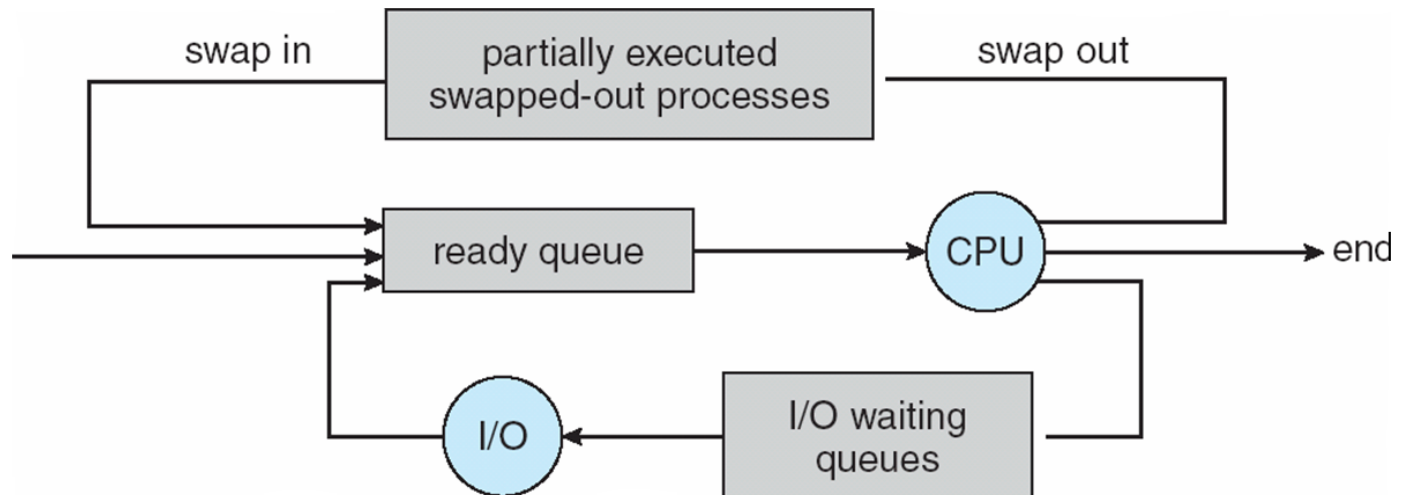 swap in
partially executed
swapped-out processes
swap out
ready queue
CPU
end
I/O
I/O waiting
queues